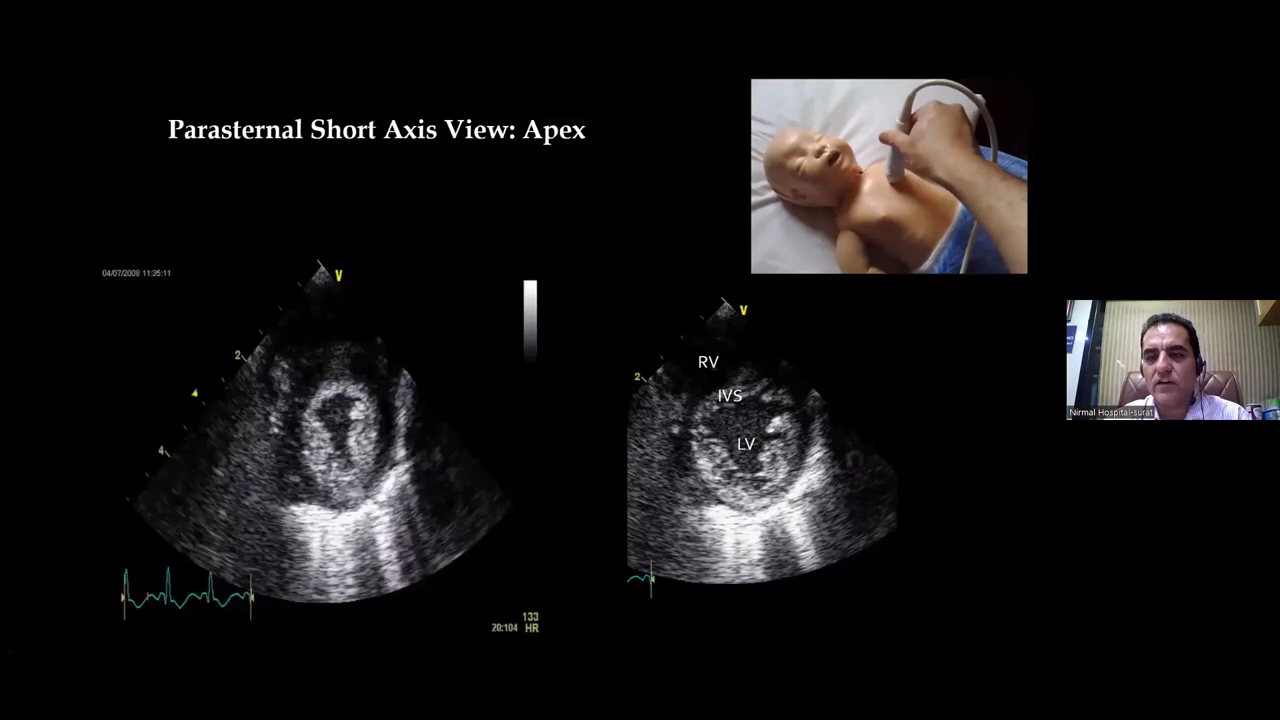 Parasternal Short Axis View: Apex
04/07/2008 11:35:11
V
2
4
4
133
20:104 HR
V
2
RV
IVS
LV
Nirmal Hospital-surat